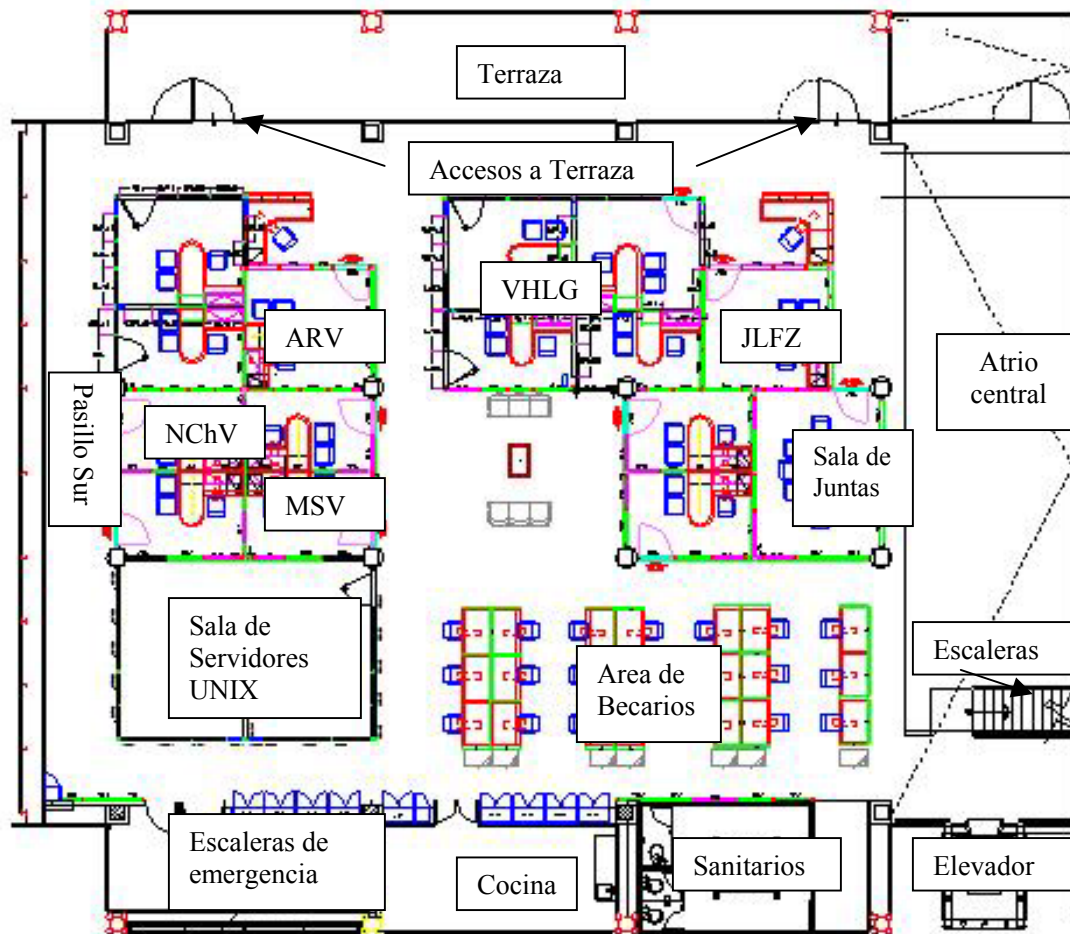 Terraza
Accesos a Terraza
VHLG
ARV
JLFZ
Atrio
central
Pasillo Sur
NChV
Sala de
Juntas
MSV
Sala de
Servidores
UNIX
Area de
Becarios
Escaleras
Escaleras de
emergencia
Cocina
Sanitarios
Elevador